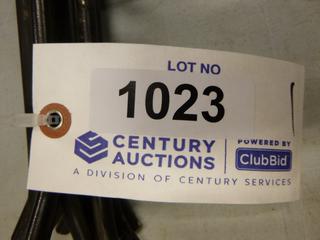 LOT NO
1023
CENTURY
AUCTIONS
POWERED BY
ClubBid
A DIVISION OF CENTURY SERVICES